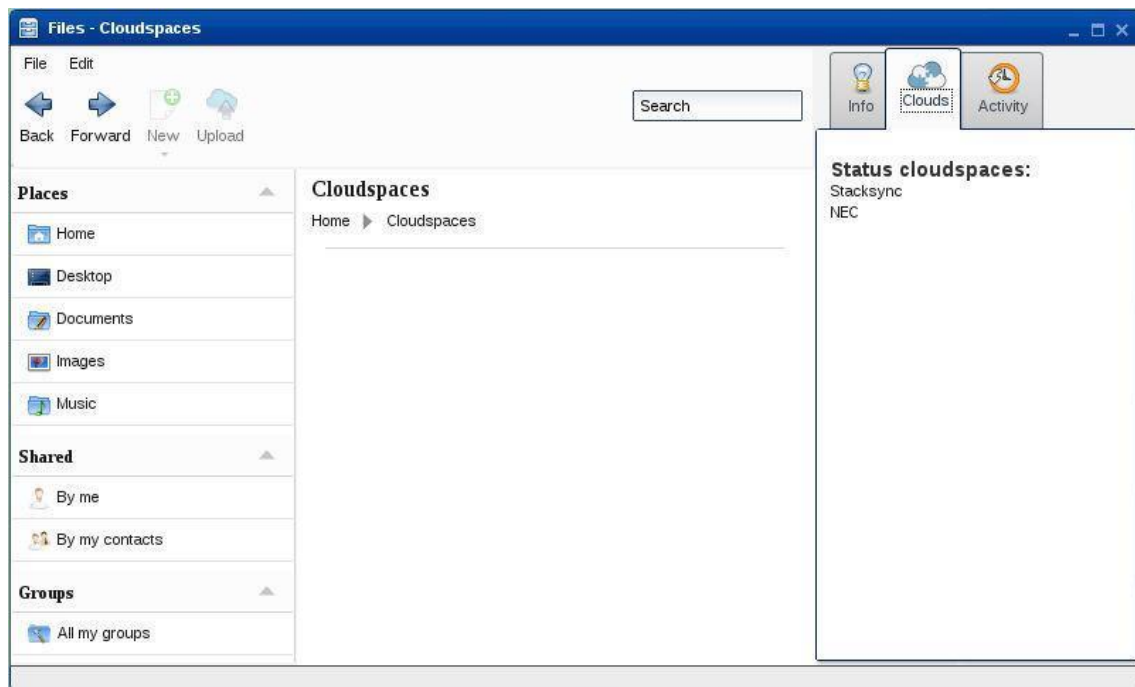 Files - Cloudspaces
File Edit
Back Forward New Upload
Search
Info Clouds Activity
Places
Home
Desktop
Documents
Images
Music
Shared
By me
By my contacts
Groups
All my groups
Cloudspaces
Home Cloudspaces
Status cloudspaces:
Stacksync
NEC